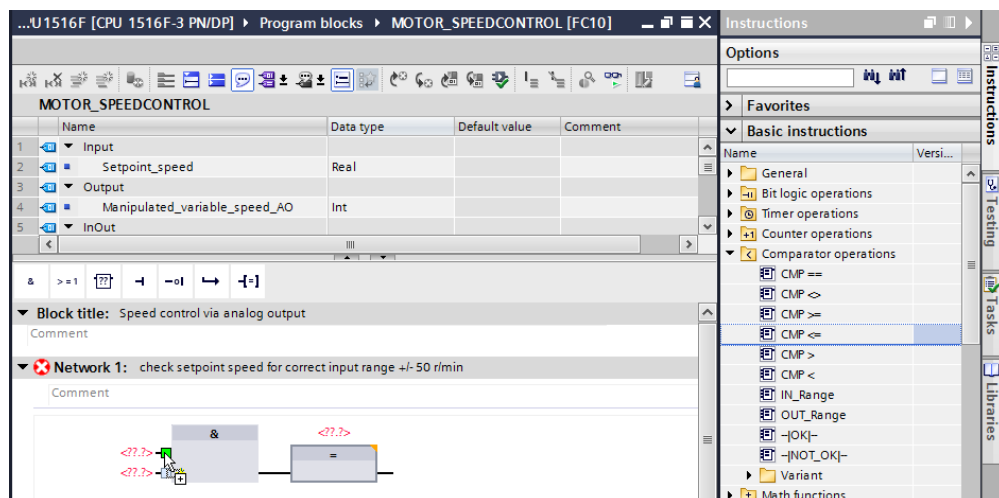 ...U1516F [CPU 1516F-3 PN/DP] ▸ Program blocks ▸ MOTOR_SPEEDCONTROL [FC10]
MOTOR_SPEEDCONTROL
Name Data type Default value Comment
1 Input
2 Setpoint_speed Real
3 Output
4 Manipulated_variable_speed_AO Int
5 InOut
& >=1 ?? -| -o| -[=]
Block title: Speed control via analog output
Comment
Network 1: check setpoint speed for correct input range +/- 50 r/min
Comment
& <??.?>
<??.?> =
<??.?>
Instructions
Options
Favorites
Basic instructions
Name Versi...
General
Bit logic operations
Timer operations
Counter operations
Comparator operations
CMP ==
CMP <>
CMP >=
CMP <=
CMP >
CMP <
IN_Range
OUT_Range
-|OK|-
-|NOT_OK|-
Variant
Math functions
Instructions
Testing
Tasks
Libraries